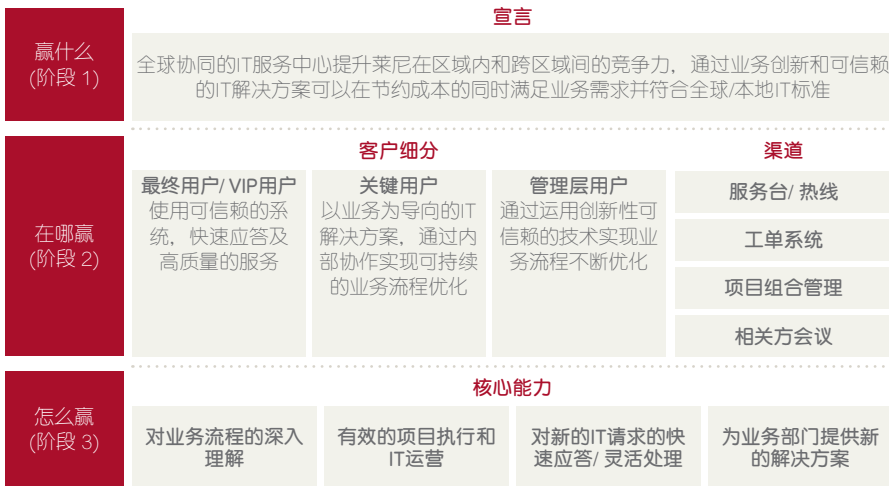 宣言
赢什么
(阶段 1)
全球协同的IT服务中心提升莱尼在区域内和跨区域间的竞争力，通过业务创新和可信赖
的IT解决方案可以在节约成本的同时满足业务需求并符合全球/本地IT标准
客户细分
渠道
在哪赢
(阶段 2)
最终用户/ VIP用户
使用可信赖的系
统，快速应答及
高质量的服务
关键用户
以业务为导向的IT
解决方案，通过内
部协作实现可持续
的业务流程优化
管理层用户
通过运用创新性可
信赖的技术实现业
务流程不断优化
服务台/ 热线
工单系统
项目组合管理
相关方会议
核心能力
怎么赢
(阶段 3)
对业务流程的深入
理解
有效的项目执行和
IT运营
对新的IT请求的快
速应答/ 灵活处理
为业务部门提供新
的解决方案